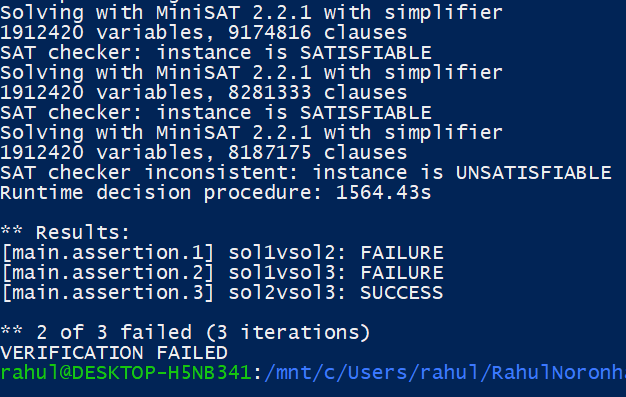 Solving with MiniSAT 2.2.1 with simplifier
1912420 variables, 9174816 clauses
SAT checker: instance is SATISFIABLE
Solving with MiniSAT 2.2.1 with simplifier
1912420 variables, 8281333 clauses
SAT checker: instance is SATISFIABLE
Solving with MiniSAT 2.2.1 with simplifier
1912420 variables, 8187175 clauses
SAT checker inconsistent: instance is UNSATISFIABLE
Runtime decision procedure: 1564.43s
** Results:
[main.assertion.1] sol1vsol2: FAILURE
[main.assertion.2] sol1vsol3: FAILURE
[main.assertion.3] sol2vsol3: SUCCESS
** 2 of 3 failed (3 iterations)
VERIFICATION FAILED
rahul@DESKTOP-H5NB341:/mnt/c/Users/rahul/RahulNoronha